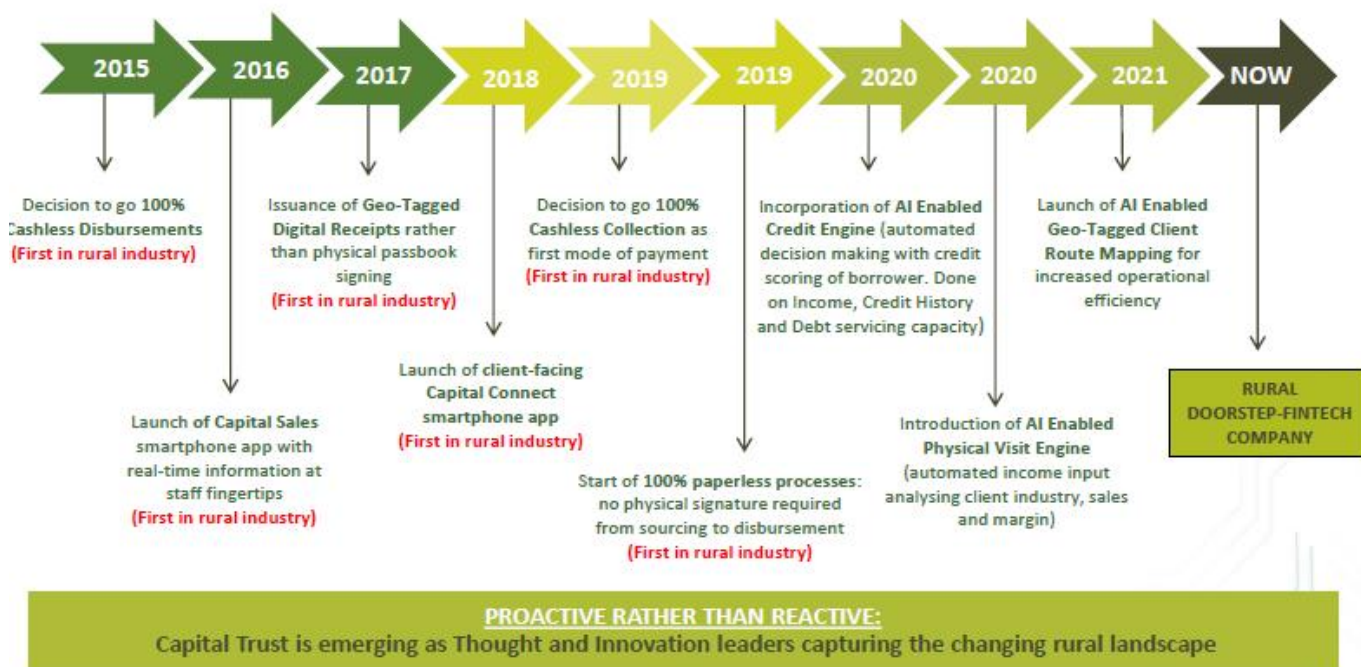 2015
2016
2017
2018
2019
2019
2020
2020
2021
NOW
Decision to go 100%
Cashless Disbursements
(First in rural industry)
Launch of Capital Sales
smartphone app with
real-time information at
staff fingertips
(First in rural industry)
Issuance of Geo-Tagged
Digital Receipts rather
than physical passbook
signing
(First in rural industry)
Launch of client-facing
Capital Connect
smartphone app
(First in rural industry)
Decision to go 100%
Cashless Collection as
first mode of payment
(First in rural industry)
Start of 100% paperless processes:
no physical signature required
from sourcing to disbursement
(First in rural industry)
Incorporation of AI Enabled
Credit Engine (automated
decision making with credit
scoring of borrower. Done
on Income, Credit History
and Debt servicing capacity)
Introduction of AI Enabled
Physical Visit Engine
(automated income input
analysing client industry, sales
and margin)
Launch of AI Enabled
Geo-Tagged Client
Route Mapping for
increased operational
efficiency
RURAL
DOORSTEP-FINTECH
COMPANY
PROACTIVE RATHER THAN REACTIVE:
Capital Trust is emerging as Thought and Innovation leaders capturing the changing rural landscape